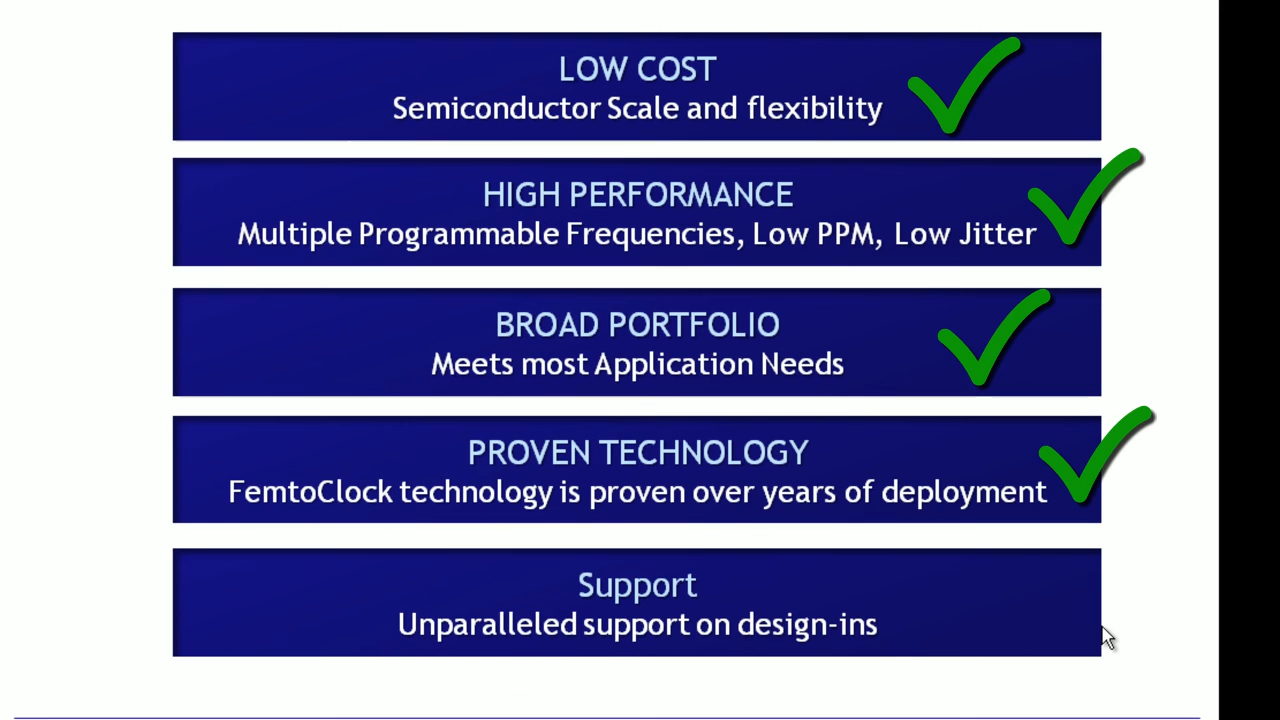 LOW COST
Semiconductor Scale and flexibility
HIGH PERFORMANCE
Multiple Programmable Frequencies, Low PPM, Low Jitter
BROAD PORTFOLIO
Meets most Application Needs
PROVEN TECHNOLOGY
FemtoClock technology is proven over years of deployment
Support
Unparalleled support on design-ins